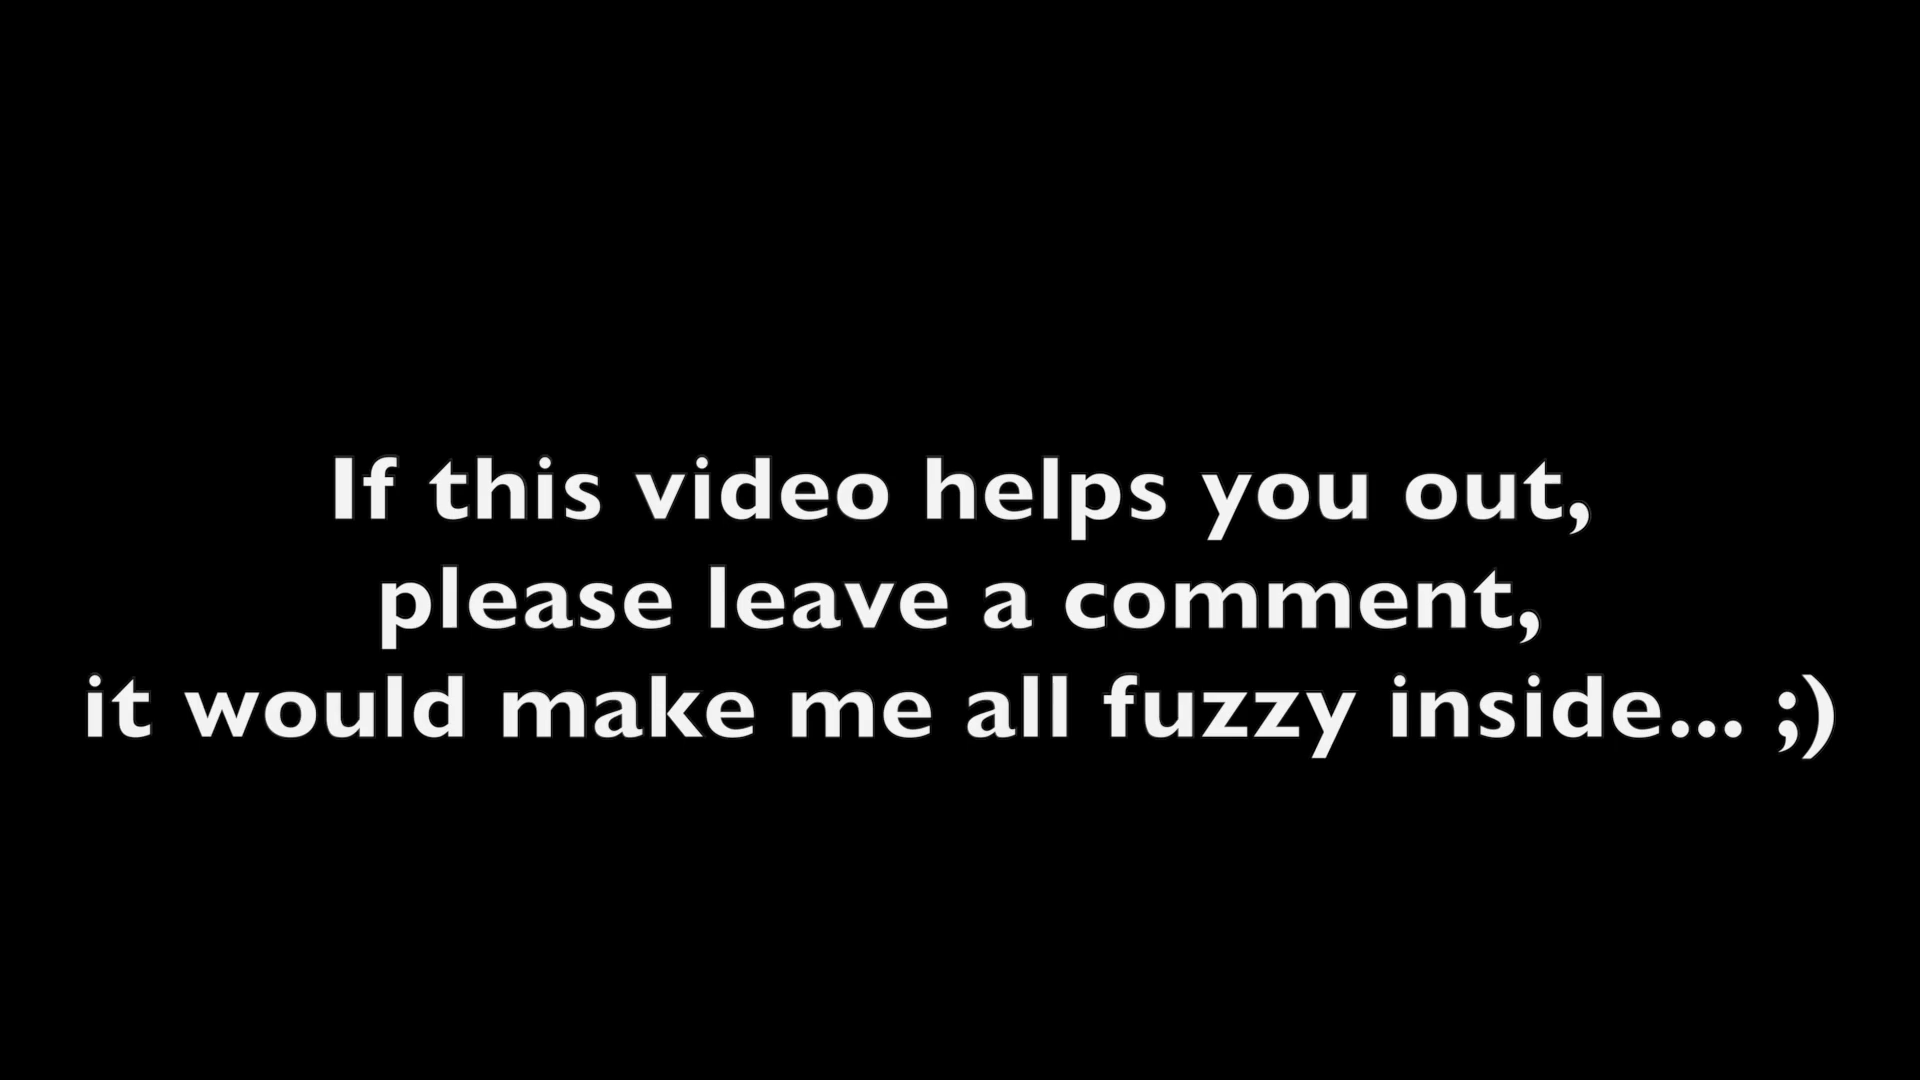 If this video helps you out,
please leave a comment,
it would make me all fuzzy inside... ;)